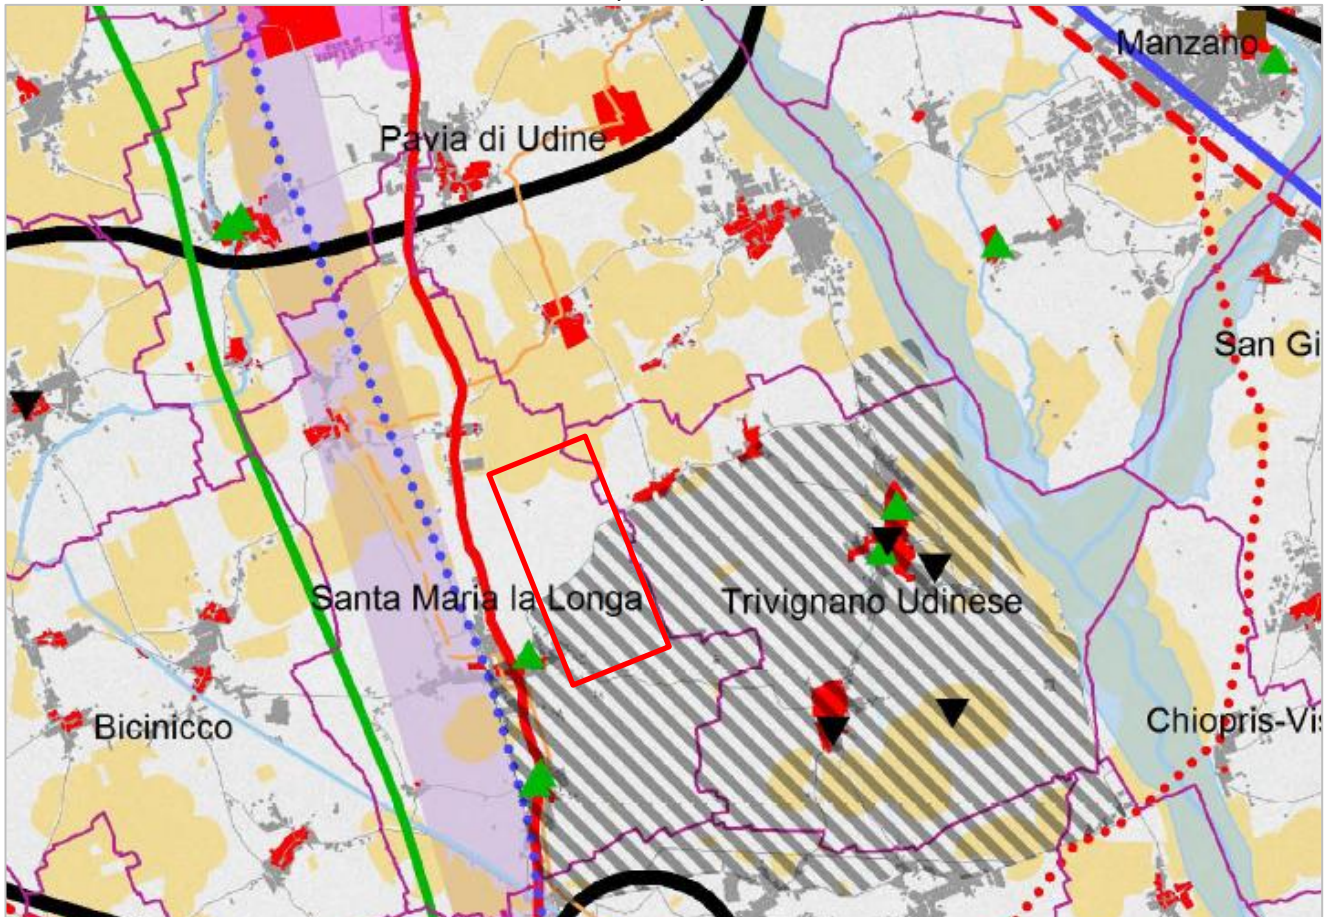 Manzano
Pavia di Udine
San Gi
Santa Maria la Longa
Trivignano Udinese
Bicinicco
Chiopris-Vis